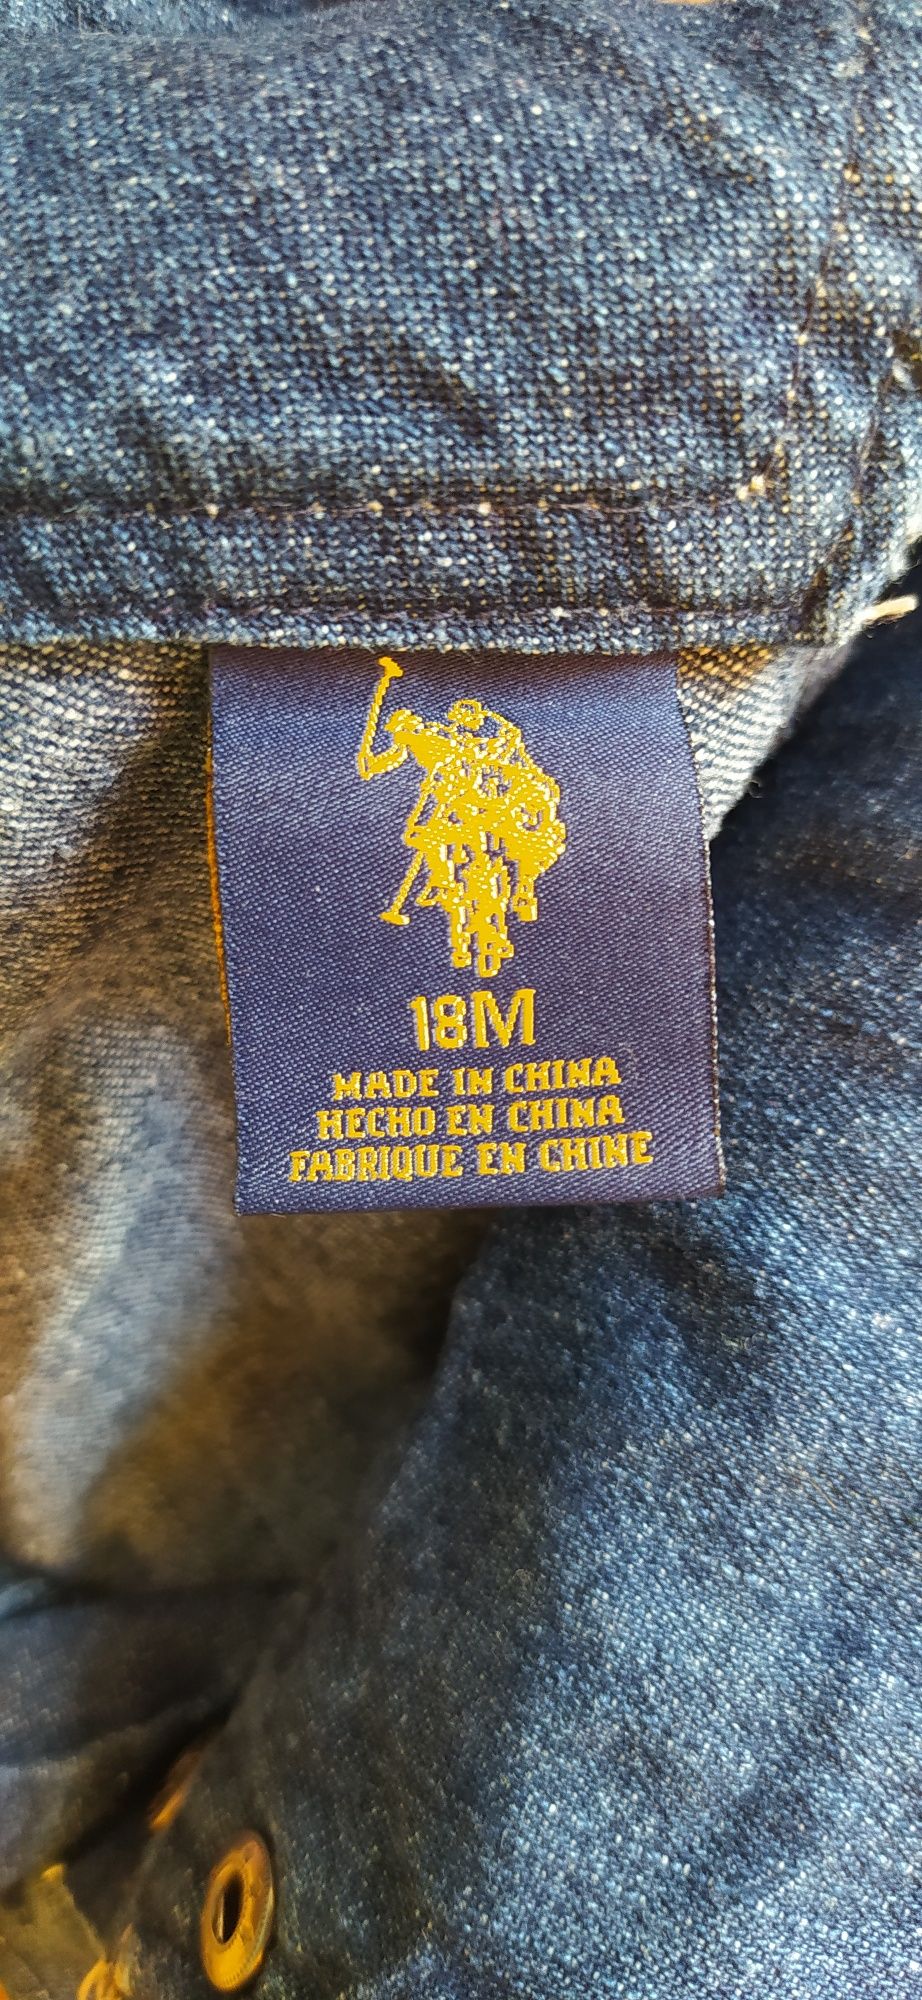 18M
MADE IN CHINA
HECHO EN CHINA
FABRIQUE EN CHINE